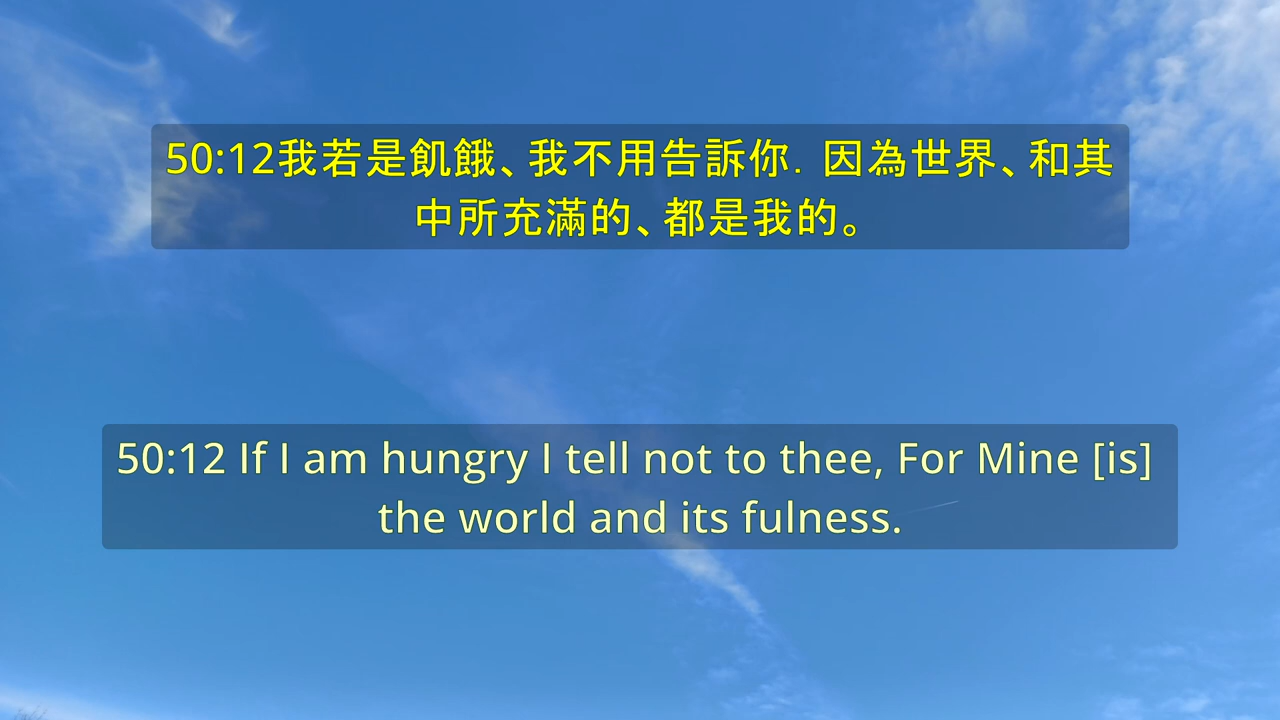 50:12我若是飢餓、我不用告訴你．因為世界、和其
中所充滿的、都是我的。
50:12 If I am hungry I tell not to thee, For Mine [is]
the world and its fulness.